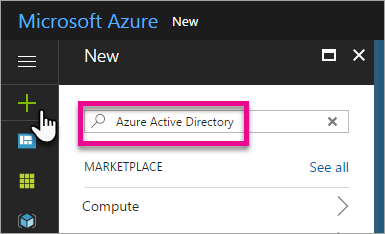 Microsoft Azure New
New
Azure Active Directory
MARKETPLACE See all
Compute